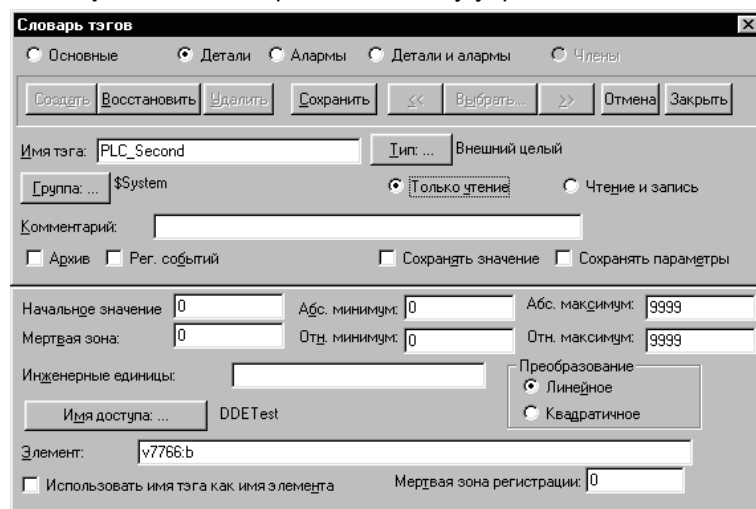 Словарь тэгов
Основные Детали Алармы Детали и алармы Члены
Создать Восстановить Удалить Сохранить << Выбрать... >> Отмена Закрыть
Имя тэга: PLC_Second Тип: ... Внешний целый
Группа: ... $System Только чтение Чтение и запись
Комментарий:
Архив Рег. событий Сохранять значение Сохранять параметры
Начальное значение 0 Абс. минимум: 0 Абс. максимум: 9999
Мертвая зона: 0 Отн. минимум: 0 Отн. максимум: 9999
Инженерные единицы: Преобразование
Линейное
Имя доступа: ... DDETest Квадратичное
Элемент: v7766:b
Использовать имя тэга как имя элемента Мертвая зона регистрации: 0